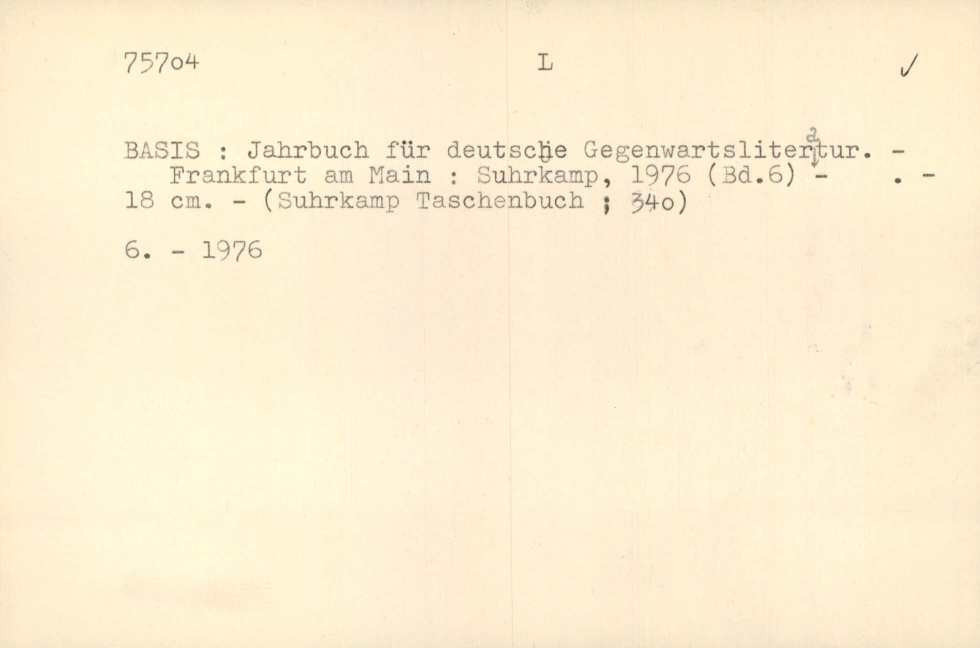 757o4 L ✓
BASIS : Jahrbuch für deutsche Gegenwartsliteratur. -
Frankfurt am Main : Suhrkamp, 1976 (Bd.6) - . -
18 cm. - (Suhrkamp Taschenbuch ; 34o)
6. - 1976